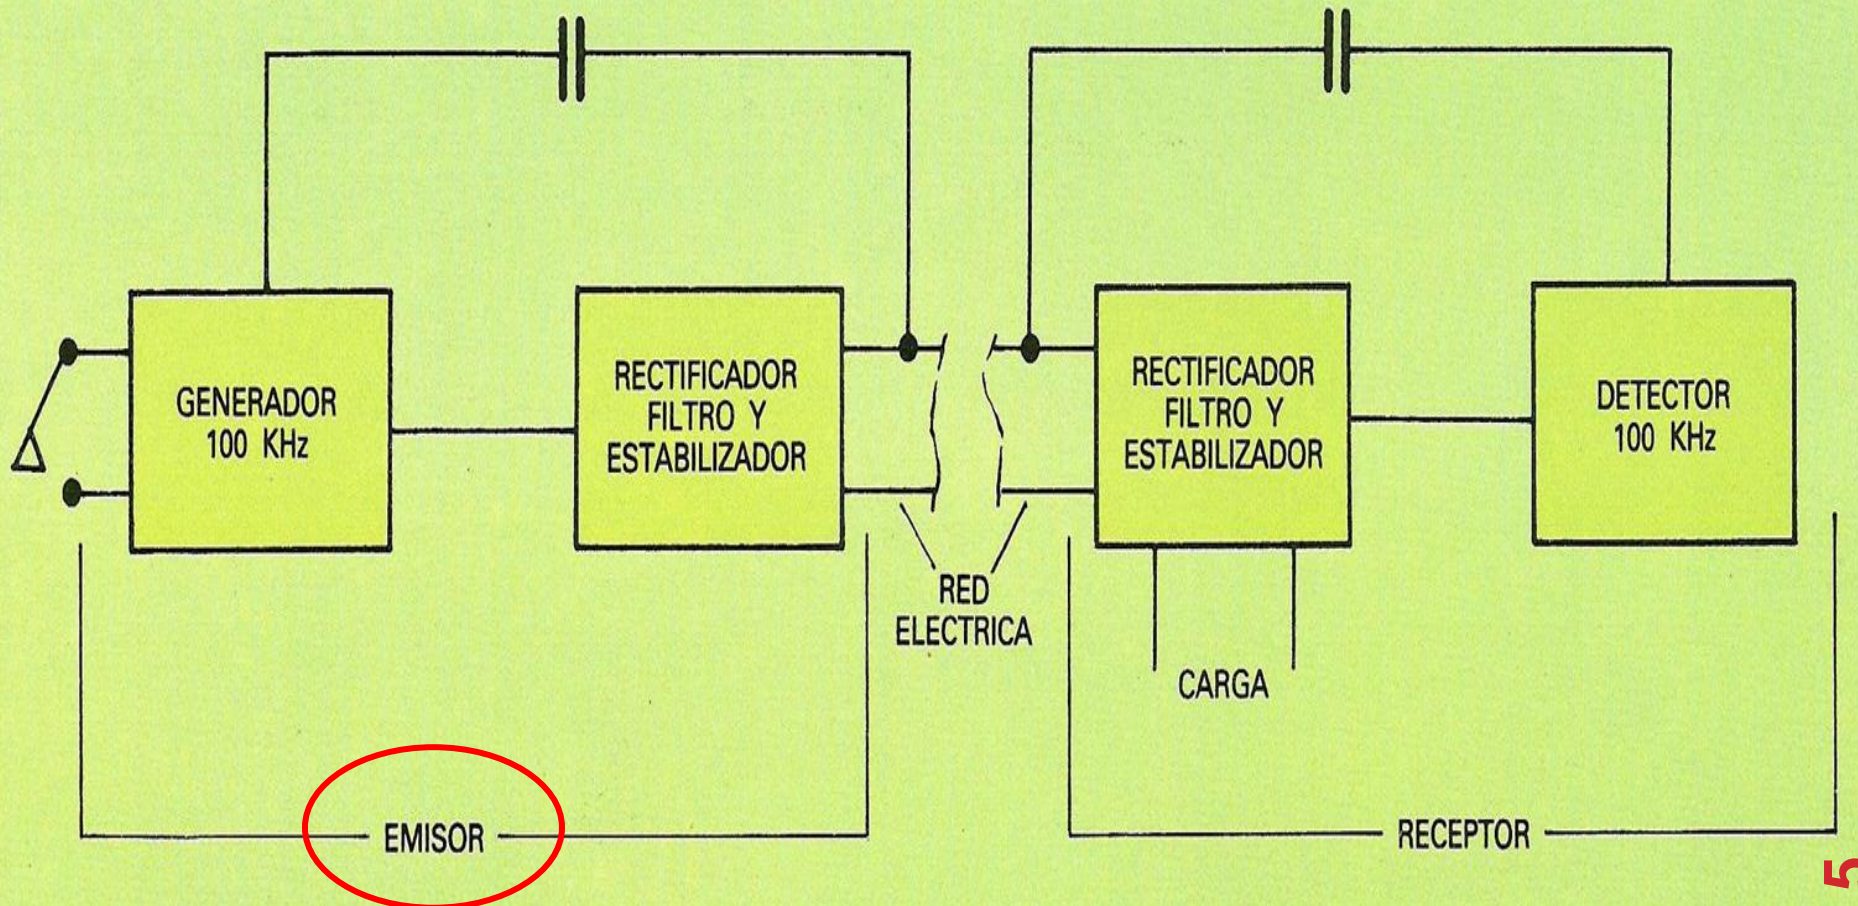 GENERADOR
100 KHz
RECTIFICADOR
FILTRO Y
ESTABILIZADOR
RED
ELECTRICA
RECTIFICADOR
FILTRO Y
ESTABILIZADOR
CARGA
DETECTOR
100 KHz
EMISOR
RECEPTOR
5